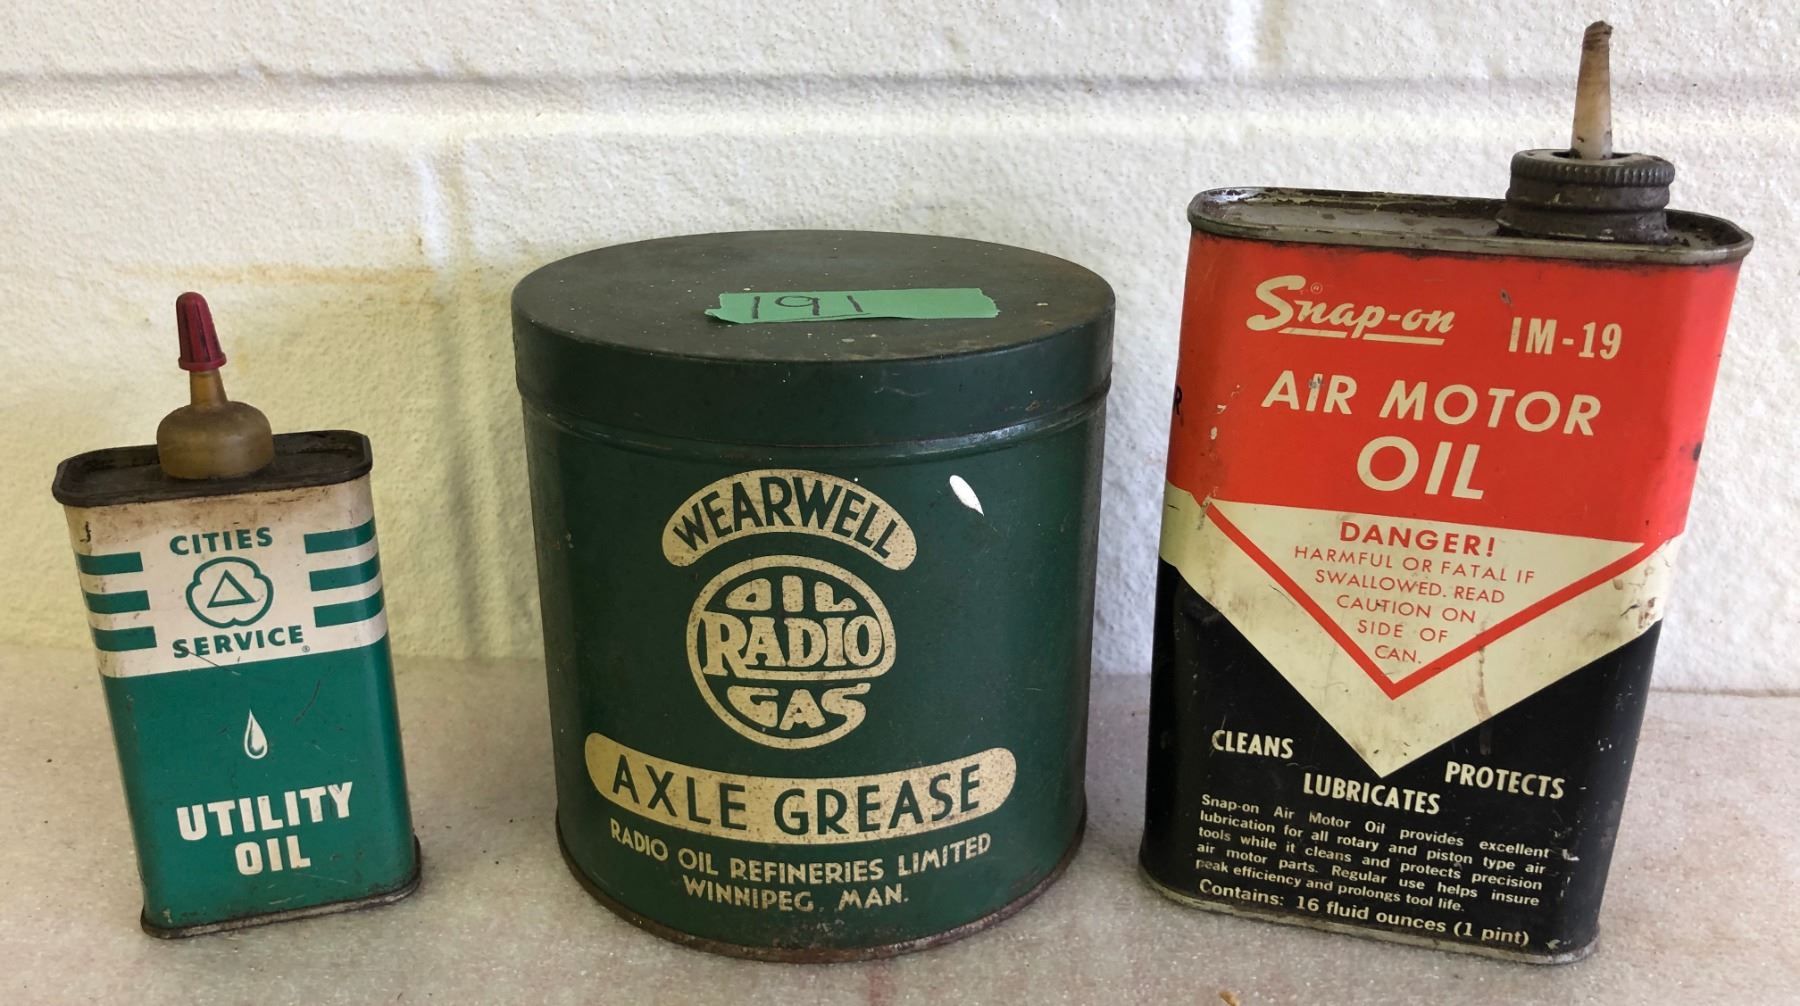 CITIES
SERVICE
UTILITY
OIL
191
WEARWELL
OIL
RADIO
GAS
AXLE GREASE
RADIO OIL REFINERIES LIMITED
WINNIPEG, MAN.
Snap-on ® IM-19
AIR MOTOR
OIL
DANGER!
HARMFUL OR FATAL IF
SWALLOWED. READ
CAUTION ON
SIDE OF
CAN.
CLEANS
LUBRICATES
PROTECTS
Snap-on Air Motor Oil provides excellent
lubrication for all rotary and piston type air
tools while it cleans and protects precision
air motor parts. Regular use helps insure
peak efficiency and prolongs tool life.
Contains: 16 fluid ounces (1 pint)